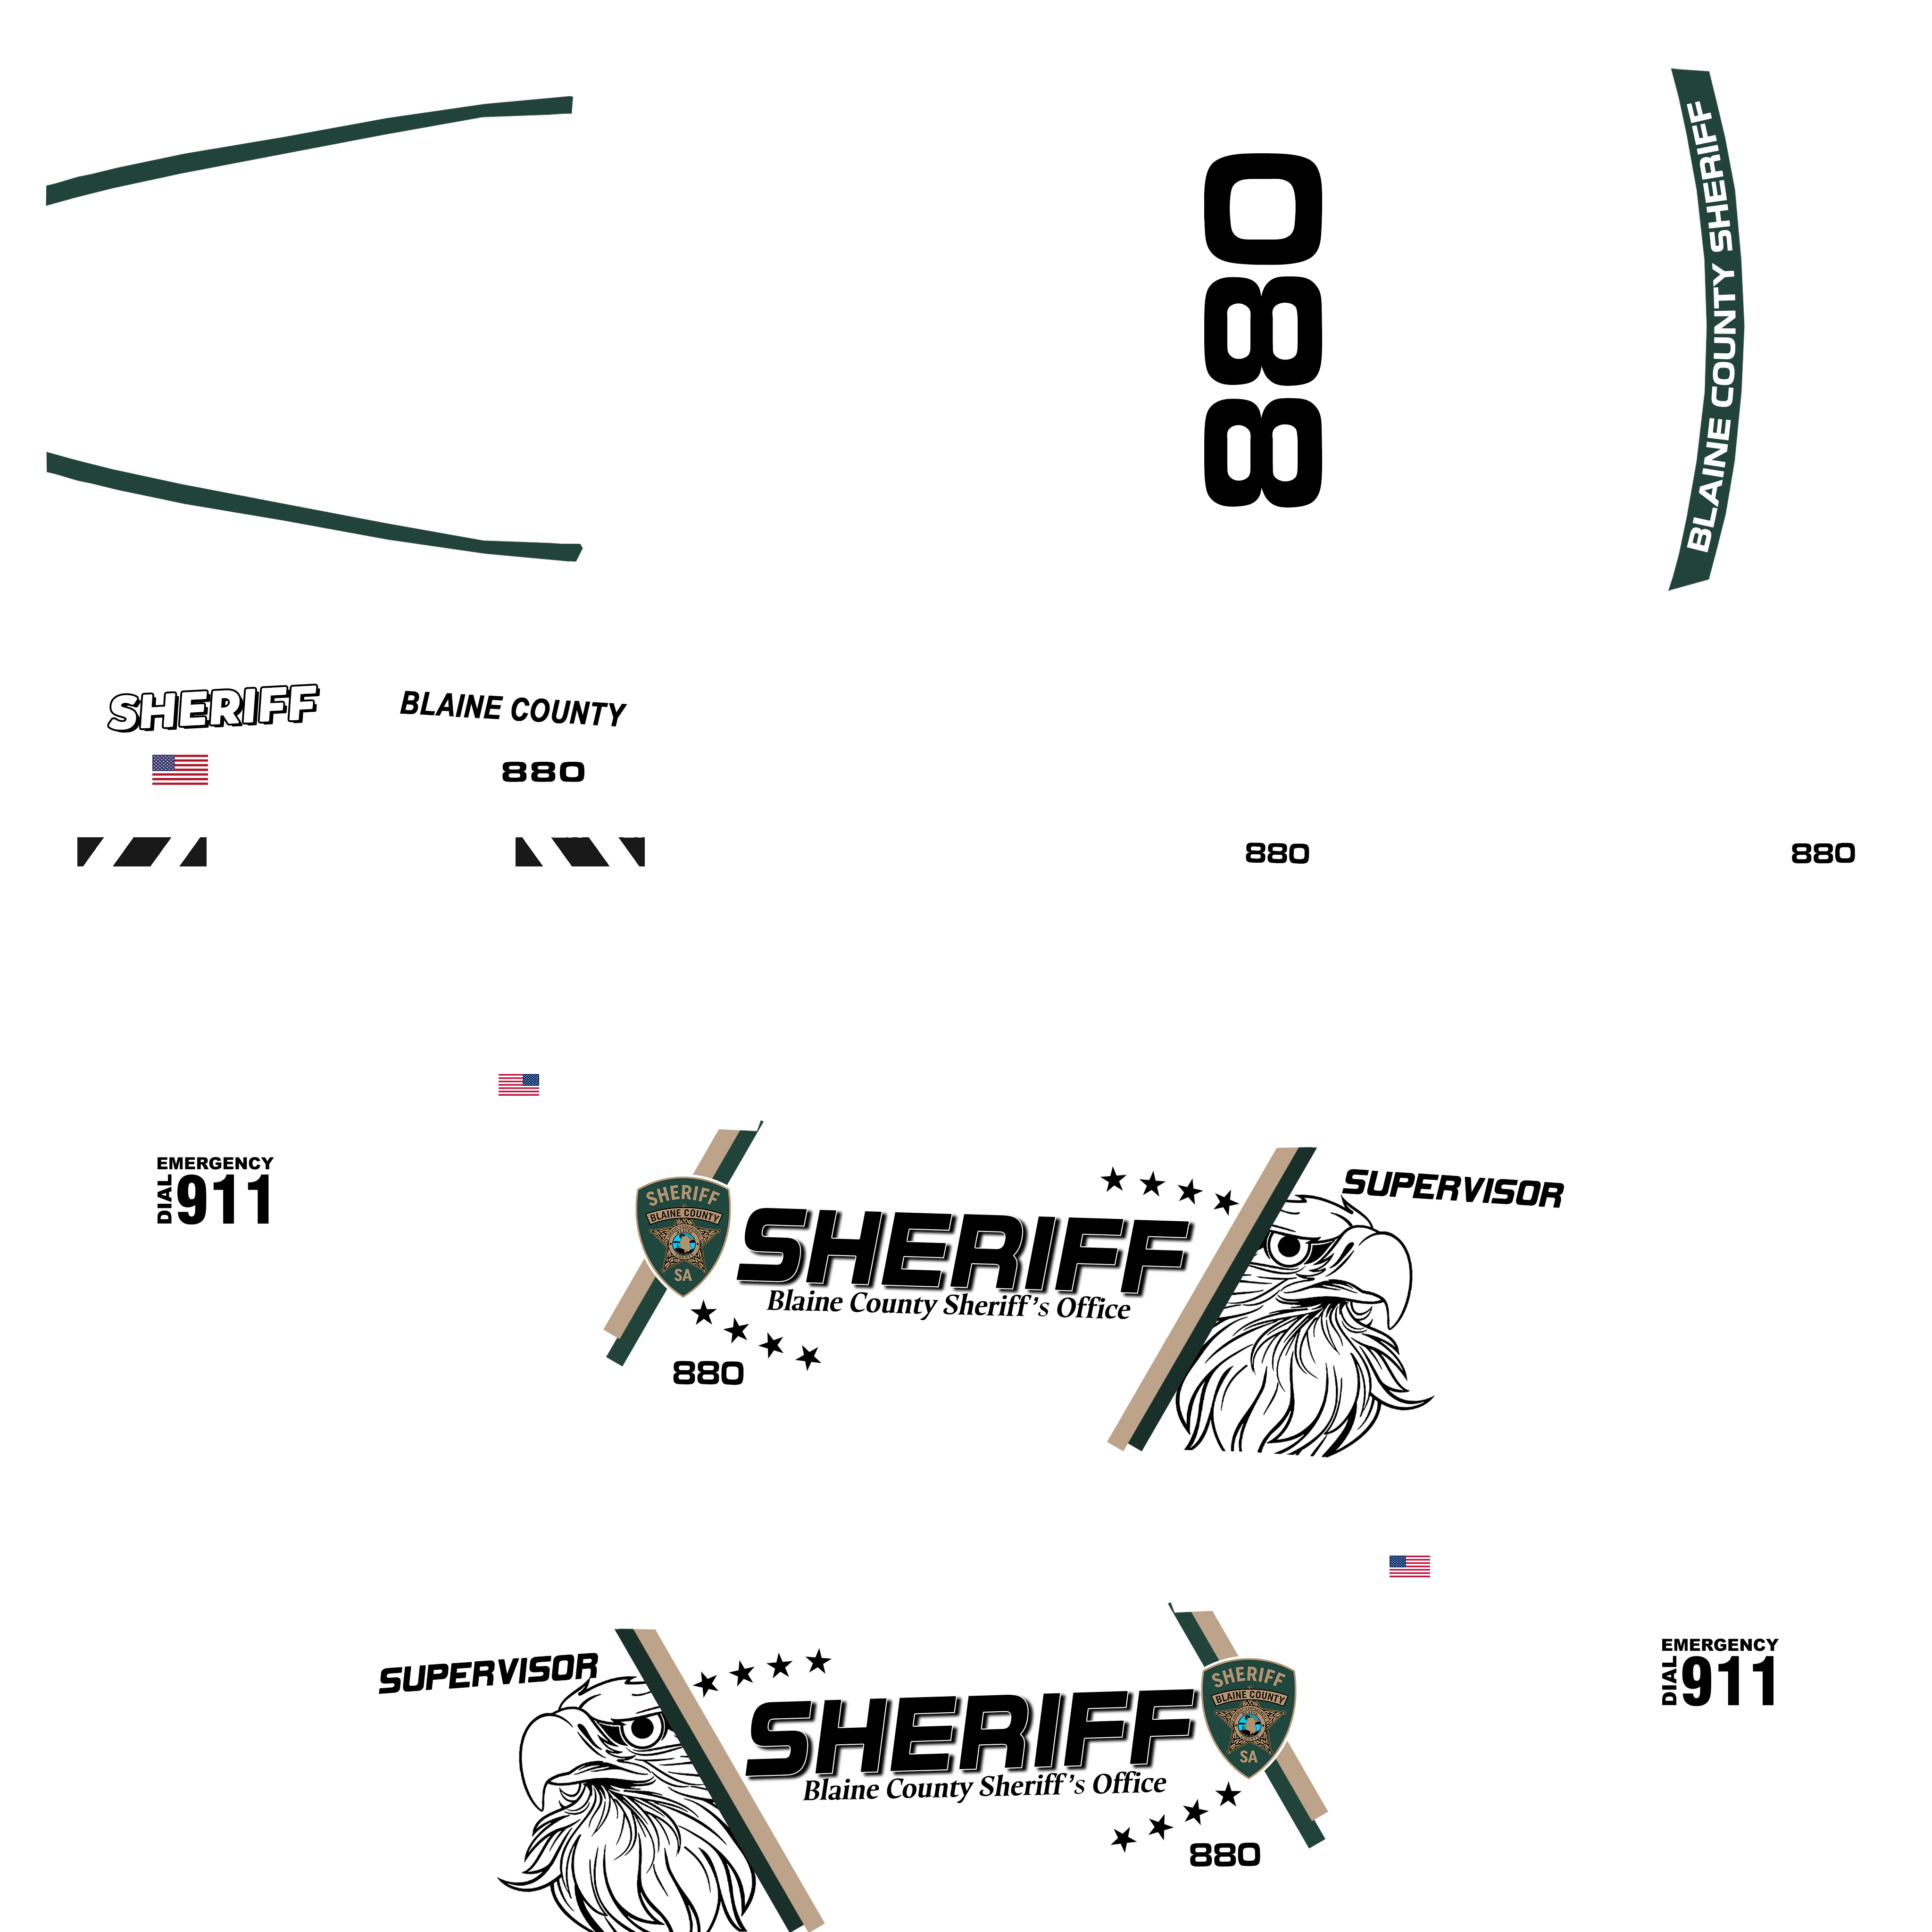 880
BLAINE COUNTY SHERIFF
SHERIFF
BLAINE COUNTY
880
880
880
EMERGENCY
DIAL
911
SHERIFF
BLAINE COUNTY
SA
SHERIFF
Blaine County Sheriff's Office
880
SUPERVISOR
SUPERVISOR
SHERIFF
Blaine County Sheriff's Office
SHERIFF
BLAINE COUNTY
SA
880
EMERGENCY
DIAL
911